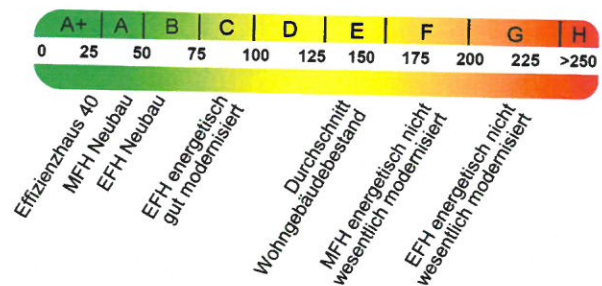 A+ A B C D E F G H
0 25 50 75 100 125 150 175 200 225 >250
Effizienzhaus 40
MFH Neubau
EFH Neubau
EFH energetisch
gut modernisiert
Durchschnitt
Wohngebäudebestand
MFH energetisch nicht
wesentlich modernisiert
EFH energetisch nicht
wesentlich modernisiert